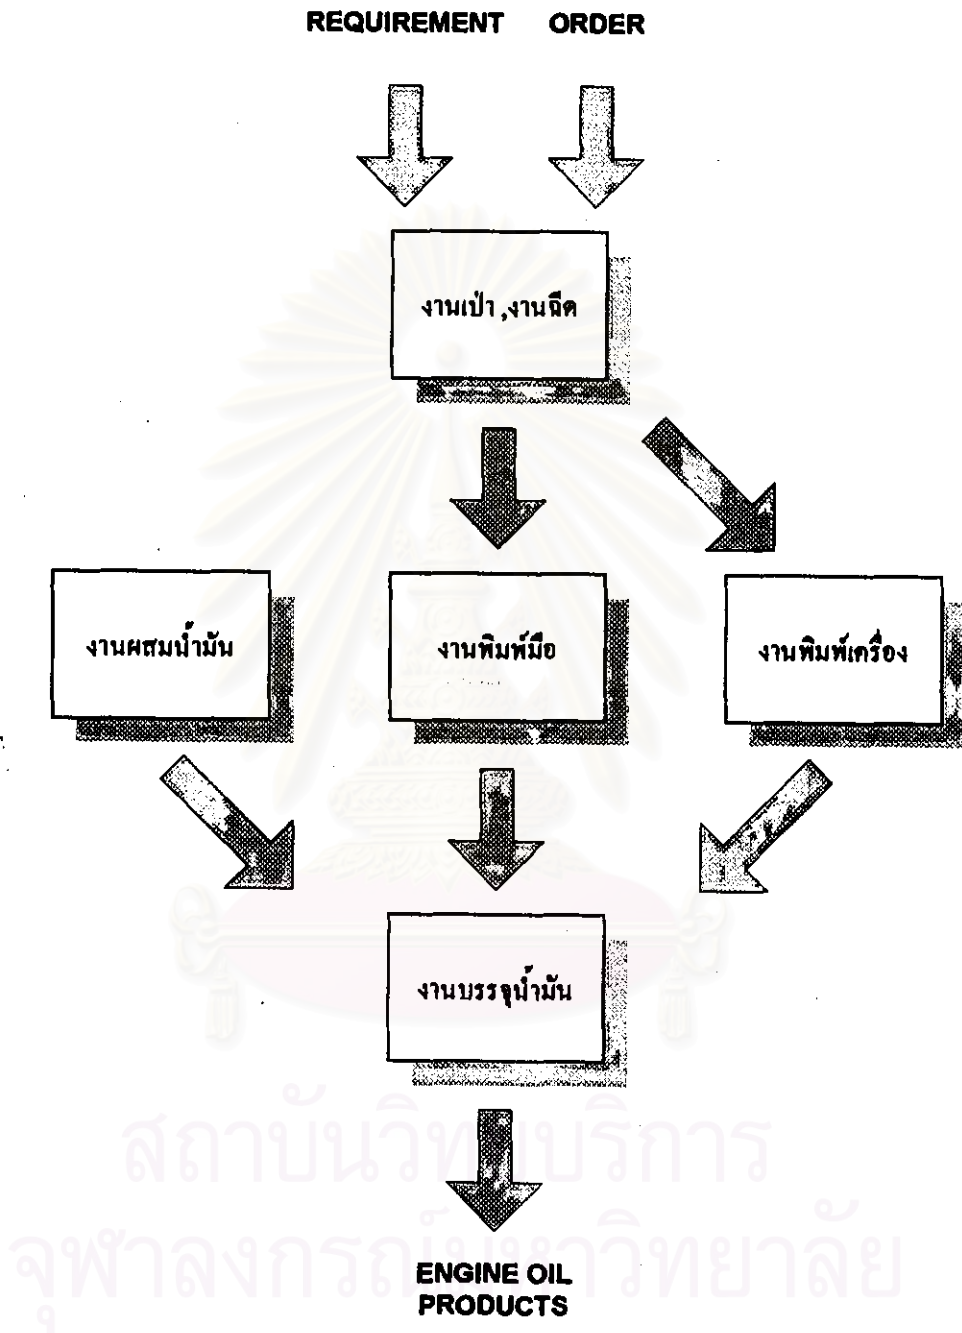 REQUIREMENT ORDER
งานเป่า ,งานฉีด
งานผสมน้ำมัน
งานพิมพ์มือ
งานพิมพ์เครื่อง
งานบรรจุน้ำมัน
สถาบันวิทยบริการ
จุฬาลงกรณ์มหาวิทยาลัย
ENGINE OIL
PRODUCTS